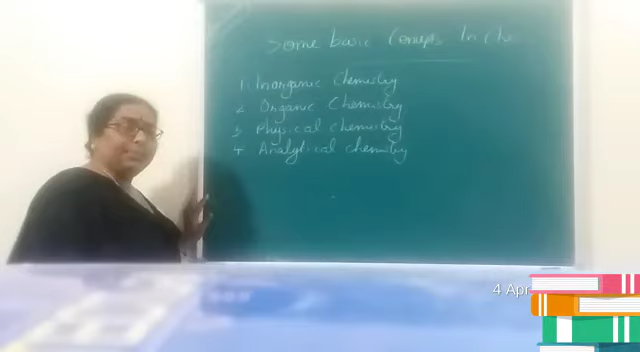 Some basic Concepts In Che
1. Inorganic Chemistry
2 Organic Chemistry
3 Physical chemistry
4 Analytical chemistry
4 Apr